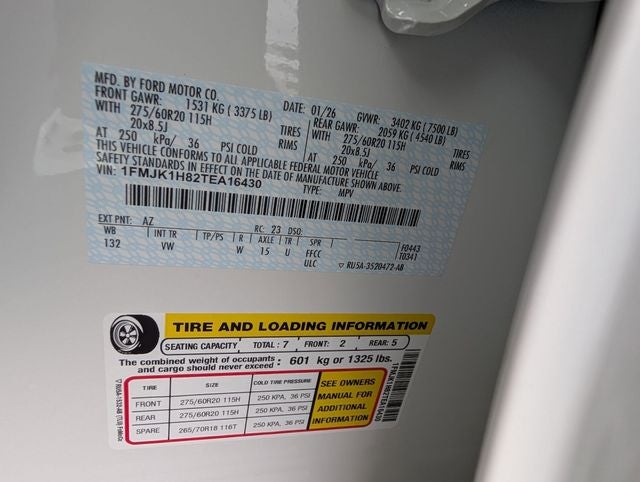 MFD. BY FORD MOTOR CO.
DATE: 01/26 GVWR: 3402 KG (7500 LB)
FRONT GAWR: 1531 KG (3375 LB) REAR GAWR: 2059 KG (4540 LB)
WITH 275/60R20 115H TIRES WITH 275/60R20 115H TIRES
20x8.5J RIMS 20x8.5J RIMS
AT 250 kPa/ 36 PSI COLD AT 250 kPa/ 36 PSI COLD
THIS VEHICLE CONFORMS TO ALL APPLICABLE FEDERAL MOTOR VEHICLE
SAFETY STANDARDS IN EFFECT ON THE DATE OF MANUFACTURE SHOWN ABOVE.
VIN: 1FMJK1H82TEA16430
TYPE: MPV
EXT PNT: AZ RC: 23 DSO:
WB INT TR TP/PS R AXLE TR SPR F0443
132 VW W 15 U FFCC T0341
ULC ▽ RU5A-3520472-AB
TIRE AND LOADING INFORMATION
SEATING CAPACITY TOTAL: 7 FRONT: 2 REAR: 5
The combined weight of occupants and cargo should never exceed: 601 kg or 1325 lbs.
TIRE SIZE COLD TIRE PRESSURE
FRONT 275/60R20 115H 250 KPA, 36 PSI
REAR 275/60R20 115H 250 KPA, 36 PSI
SPARE 265/70R18 116T 250 KPA, 36 PSI
SEE OWNERS
MANUAL FOR
ADDITIONAL
INFORMATION